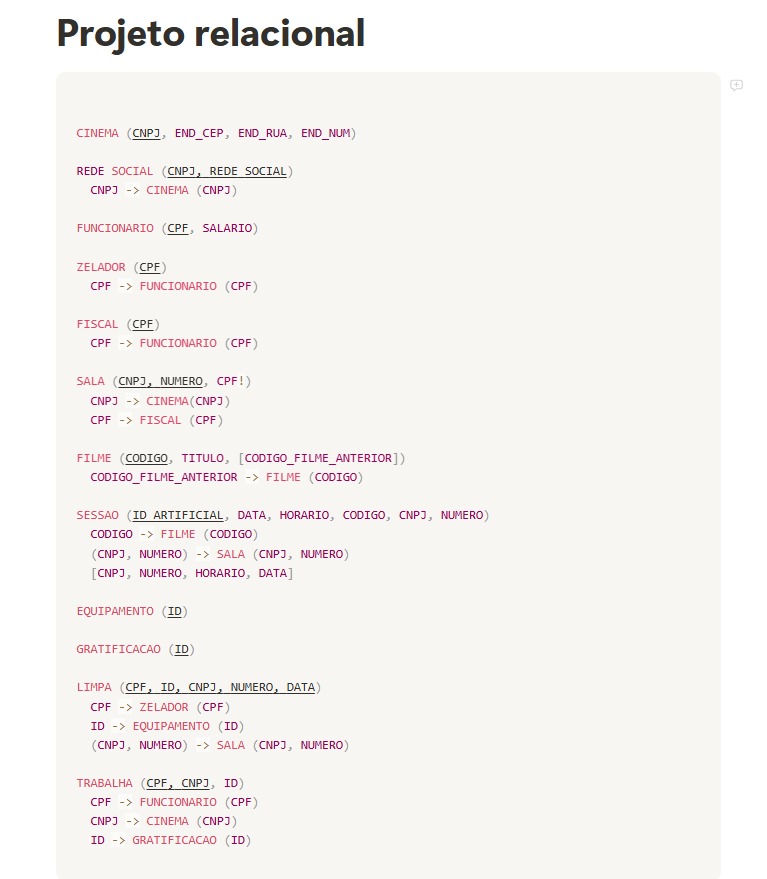 Projeto relacional
CINEMA (CNPJ, END_CEP, END_RUA, END_NUM)
REDE SOCIAL (CNPJ, REDE SOCIAL)
CNPJ -> CINEMA (CNPJ)
FUNCIONARIO (CPF, SALARIO)
ZELADOR (CPF)
CPF -> FUNCIONARIO (CPF)
FISCAL (CPF)
CPF -> FUNCIONARIO (CPF)
SALA (CNPJ, NUMERO, CPF!)
CNPJ -> CINEMA(CNPJ)
CPF -> FISCAL (CPF)
FILME (CODIGO, TITULO, [CODIGO_FILME_ANTERIOR])
CODIGO_FILME_ANTERIOR -> FILME (CODIGO)
SESSAO (ID ARTIFICIAL, DATA, HORARIO, CODIGO, CNPJ, NUMERO)
CODIGO -> FILME (CODIGO)
(CNPJ, NUMERO) -> SALA (CNPJ, NUMERO)
[CNPJ, NUMERO, HORARIO, DATA]
EQUIPAMENTO (ID)
GRATIFICACAO (ID)
LIMPA (CPF, ID, CNPJ, NUMERO, DATA)
CPF -> ZELADOR (CPF)
ID -> EQUIPAMENTO (ID)
(CNPJ, NUMERO) -> SALA (CNPJ, NUMERO)
TRABALHA (CPF, CNPJ, ID)
CPF -> FUNCIONARIO (CPF)
CNPJ -> CINEMA (CNPJ)
ID -> GRATIFICACAO (ID)